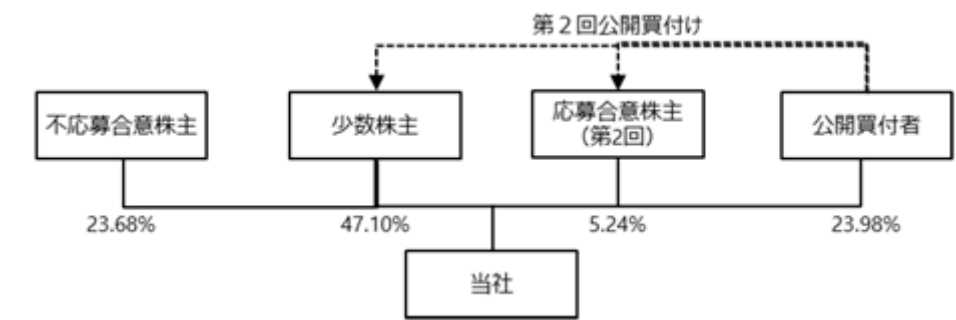 第２回公開買付け
不応募合意株主
少数株主
応募合意株主
（第2回）
公開買付者
23.68%
47.10%
5.24%
23.98%
当社